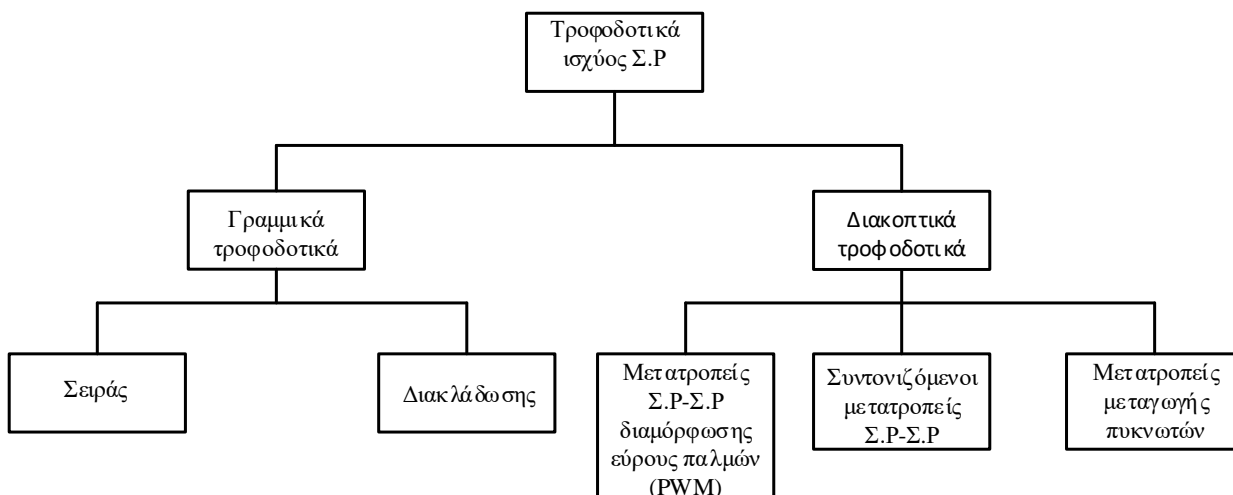 Τροφοδοτικά
ισχύος Σ.Ρ
Γραμμικά
τροφοδοτικά
Διακοπτικά
τροφοδοτικά
Σειράς
Διακλάδωσης
Μετατροπείς
Σ.Ρ-Σ.Ρ
διαμόρφωσης
εύρους παλμών
(PWM)
Συντονιζόμενοι
μετατροπείς
Σ.Ρ-Σ.Ρ
Μετατροπείς
μεταγωγής
πυκνωτών